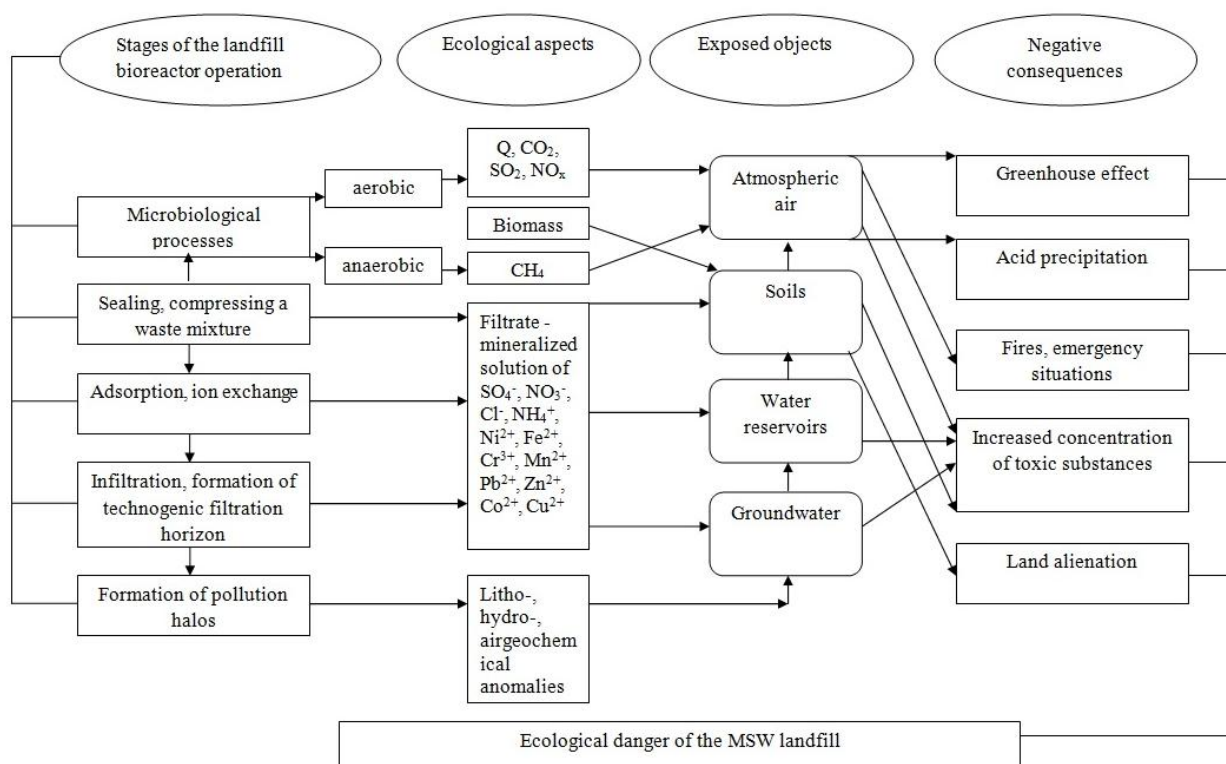 Stages of the landfill
bioreactor operation
Ecological aspects
Exposed objects
Negative
consequences
Microbiological
processes
Sealing, compressing a
waste mixture
Adsorption, ion exchange
Infiltration, formation of
technogenic filtration
horizon
Formation of pollution
halos
aerobic
anaerobic
Q, CO₂,
SO₂, NOₓ
Biomass
CH₄
Filtrate -
mineralized
solution of
SO₄⁻, NO₃⁻,
Cl⁻, NH₄⁺,
Ni²⁺, Fe²⁺,
Cr³⁺, Mn²⁺,
Pb²⁺, Zn²⁺,
Co²⁺, Cu²⁺
Litho-,
hydro-,
airgeochem
ical
anomalies
Atmospheric
air
Soils
Water
reservoirs
Groundwater
Greenhouse effect
Acid precipitation
Fires, emergency
situations
Increased concentration
of toxic substances
Land alienation
Ecological danger of the MSW landfill